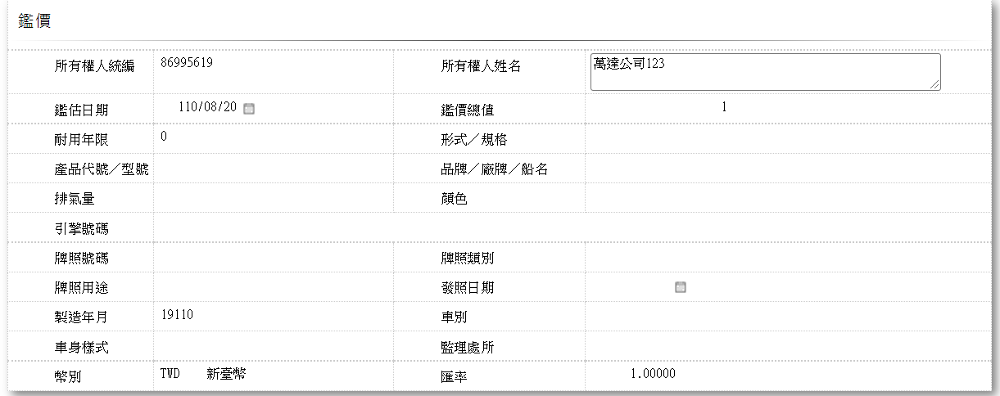 鑑價
所有權人統編 86995619 所有權人姓名 萬達公司123
鑑估日期 110/08/20 鑑價總值 1
耐用年限 0 形式／規格
產品代號／型號 品牌／廠牌／船名
排氣量 顏色
引擎號碼
牌照號碼 牌照類別
牌照用途 發照日期
製造年月 19110 車別
車身樣式 監理處所
幣別 TWD 新臺幣 匯率 1.00000